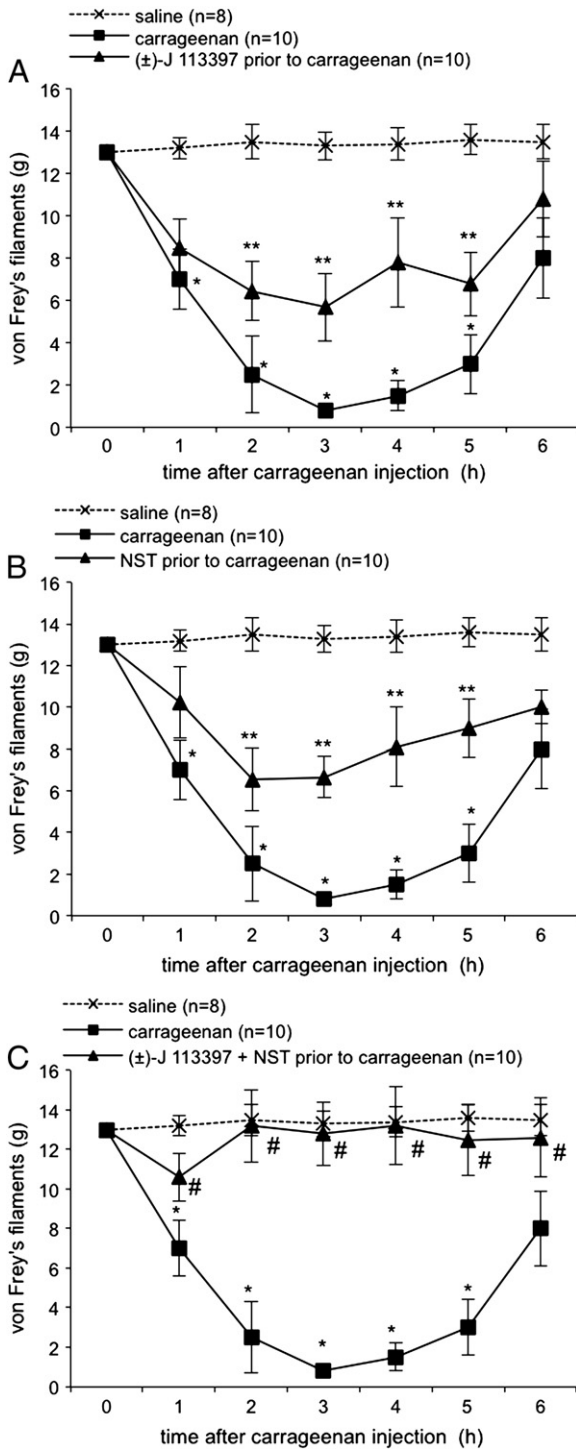 saline (n=8)
carrageenan (n=10)
(±)-J 113397 prior to carrageenan (n=10)
A
von Frey's filaments (g)
16
14
12
10
8
6
4
2
0
** ** ** **
* * * * *
0 1 2 3 4 5 6
time after carrageenan injection (h)
saline (n=8)
carrageenan (n=10)
NST prior to carrageenan (n=10)
B
von Frey's filaments (g)
16
14
12
10
8
6
4
2
0
** ** ** **
* * * * *
0 1 2 3 4 5 6
time after carrageenan injection (h)
saline (n=8)
carrageenan (n=10)
(±)-J 113397 + NST prior to carrageenan (n=10)
C
von Frey's filaments (g)
16
14
12
10
8
6
4
2
0
# # # # # #
* * * * *
0 1 2 3 4 5 6
time after carrageenan injection (h)